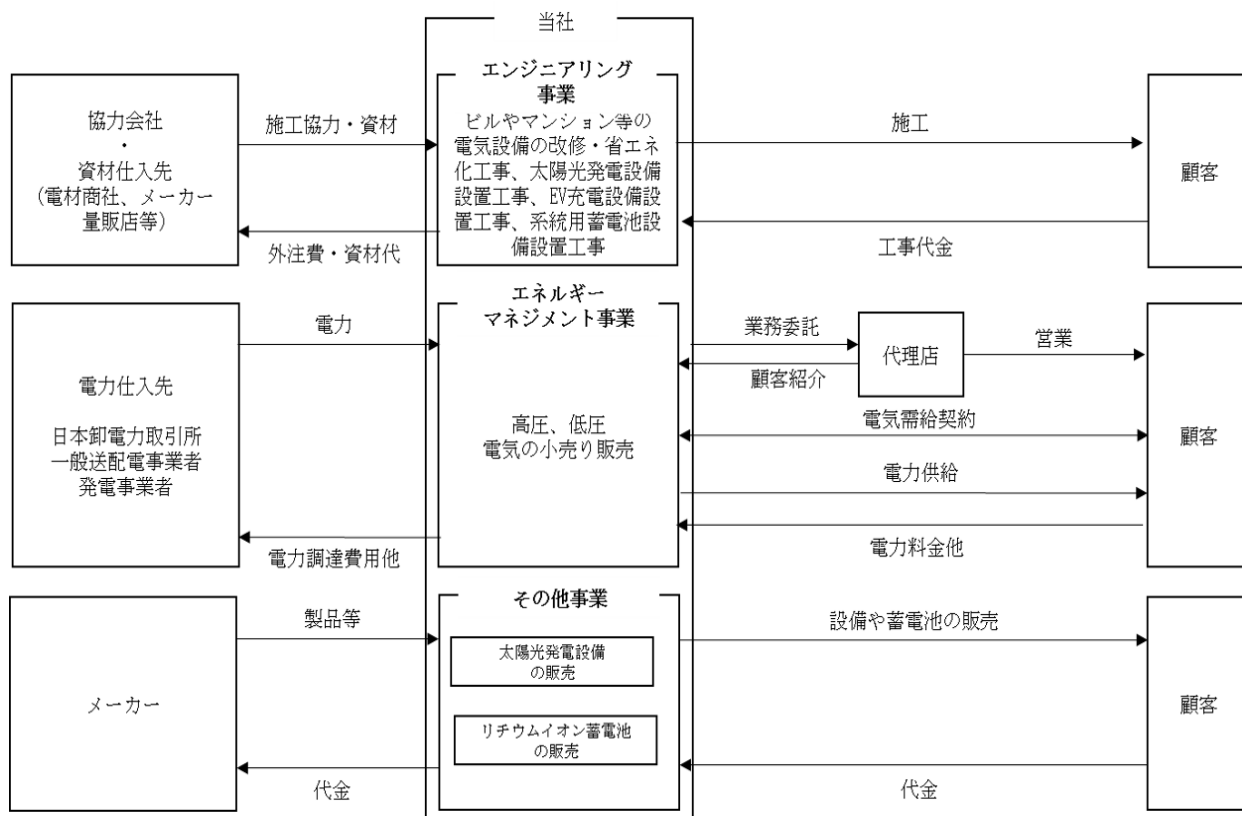 当社
協力会社
・
資材仕入先
(電材商社、メーカー
量販店等)
施工協力・資材
外注費・資材代
エンジニアリング
事業
ビルやマンション等の
電気設備の改修・省エネ
化工事、太陽光発電設備
設置工事、EV充電設備設
置工事、系統用蓄電池設
備設置工事
施工
工事代金
顧客
電力仕入先
日本卸電力取引所
一般送配電事業者
発電事業者
電力
電力調達費用他
エネルギー
マネジメント事業
高圧、低圧
電気の小売り販売
業務委託
顧客紹介
代理店
営業
電気需給契約
電力供給
電力料金他
顧客
メーカー
製品等
代金
その他事業
太陽光発電設備
の販売
リチウムイオン蓄電池
の販売
設備や蓄電池の販売
代金
顧客